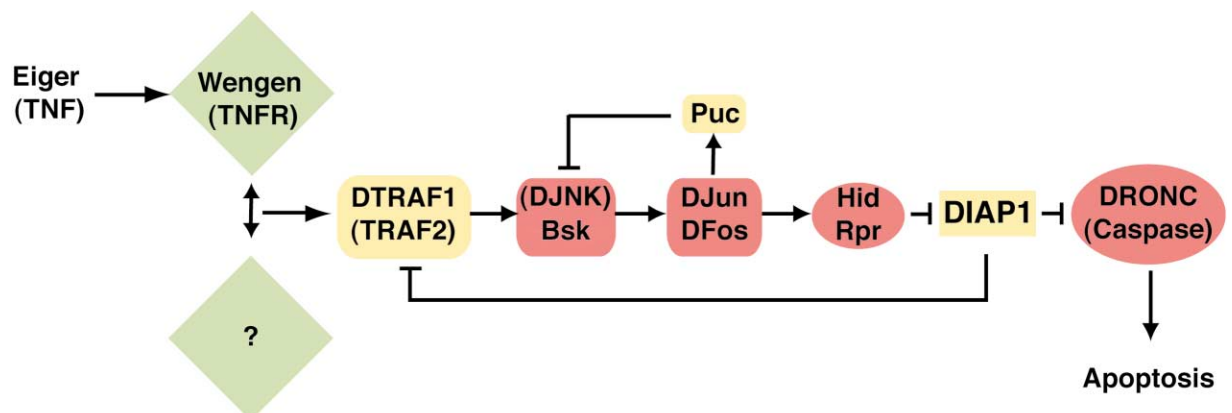 Eiger
(TNF)
Wengen
(TNFR)
?
DTRAF1
(TRAF2)
(DJNK)
Bsk
Puc
DJun
DFos
Hid
Rpr
DIAP1
DRONC
(Caspase)
Apoptosis